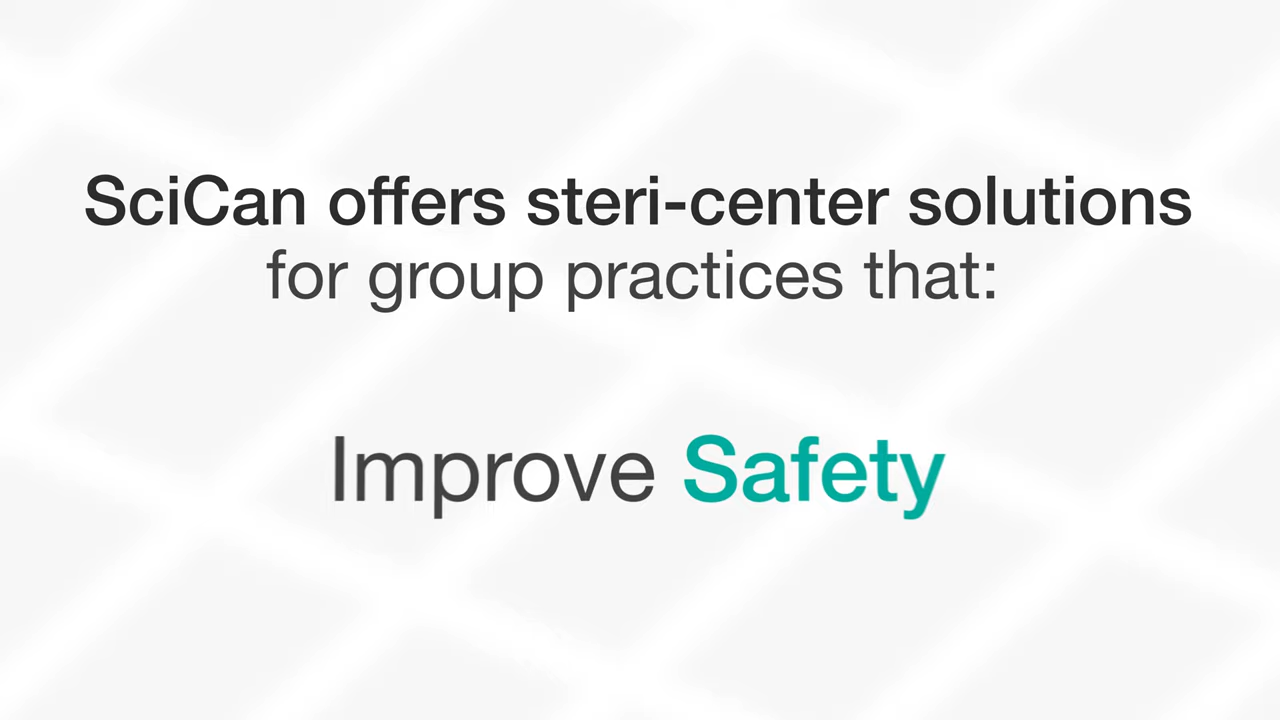 SciCan offers steri-center solutions
for group practices that:
Improve Safety